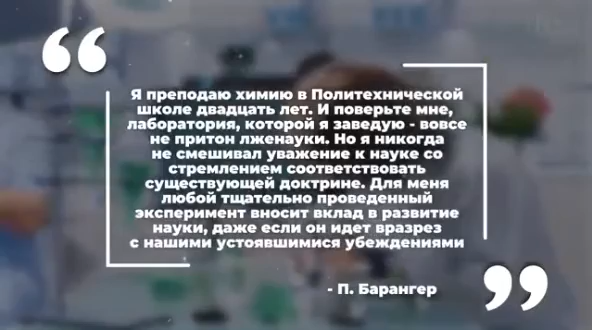 Я преподаю химию в Политехнической
школе двадцать лет. И поверьте мне,
лаборатория, которой я заведую - вовсе
не притон лженауки. Но я никогда
не смешивал уважение к науке со
стремлением соответствовать
существующей доктрине. Для меня
любой тщательно проведенный
эксперимент вносит вклад в развитие
науки, даже если он идет вразрез
с нашими устоявшимися убеждениями
- П. Барангер